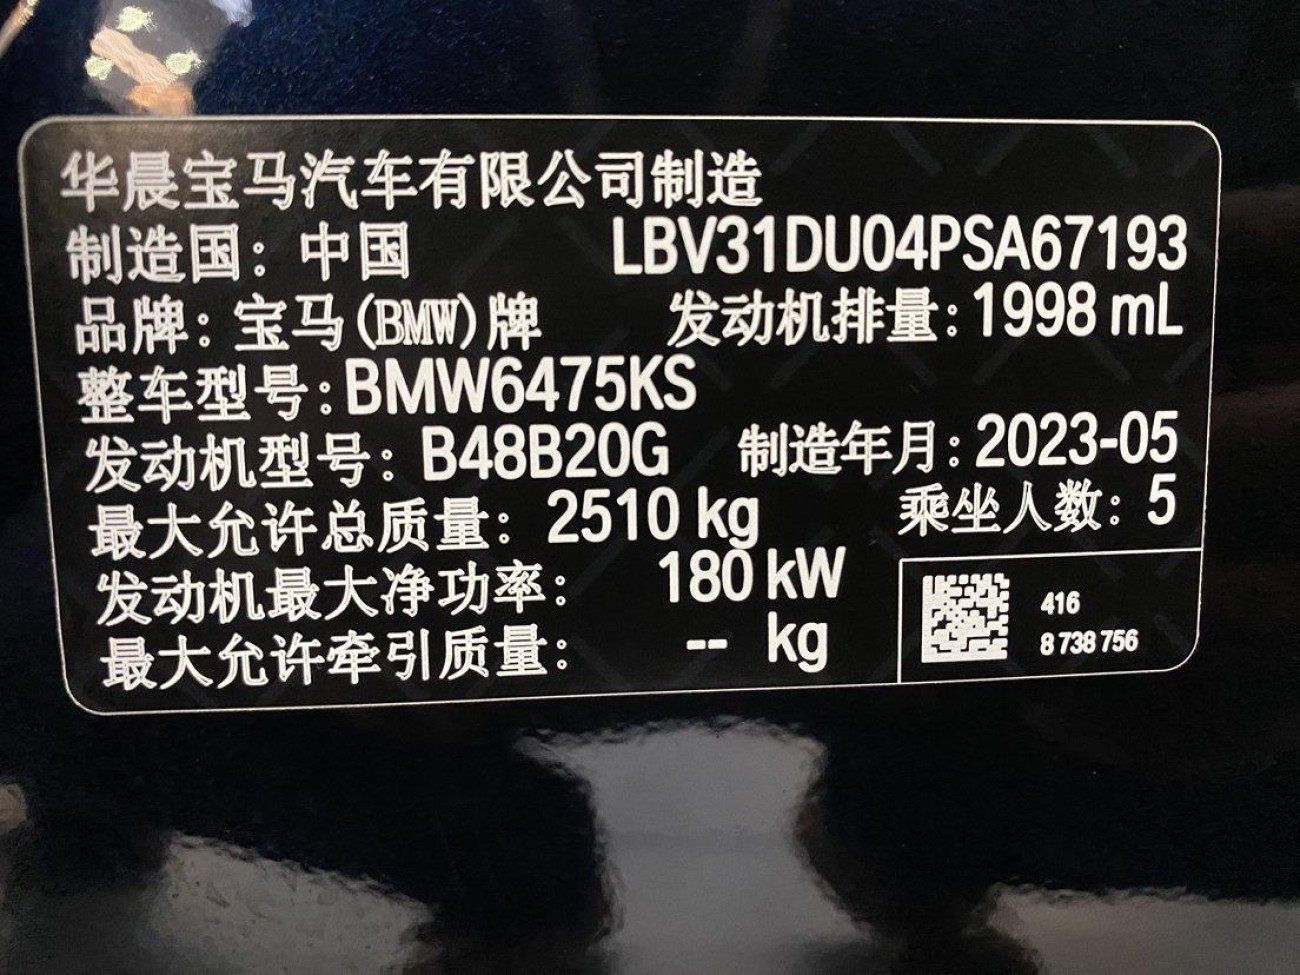 华晨宝马汽车有限公司制造
制造国：中国 LBV31DU04PSA67193
品牌：宝马(BMW)牌 发动机排量：1998 mL
整车型号：BMW6475KS
发动机型号：B48B20G 制造年月：2023-05
最大允许总质量：2510 kg 乘坐人数：5
发动机最大净功率：180 kW
最大允许牵引质量：-- kg
416
8 738 756